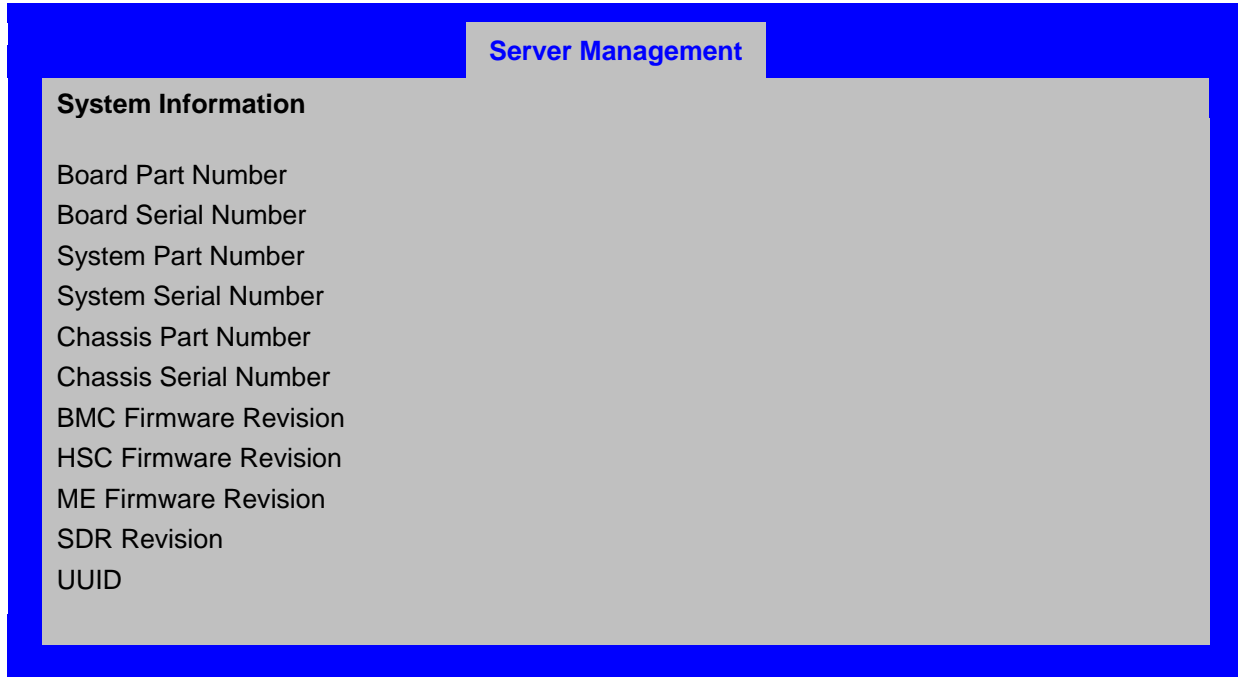 Server Management
System Information
Board Part Number
Board Serial Number
System Part Number
System Serial Number
Chassis Part Number
Chassis Serial Number
BMC Firmware Revision
HSC Firmware Revision
ME Firmware Revision
SDR Revision
UUID